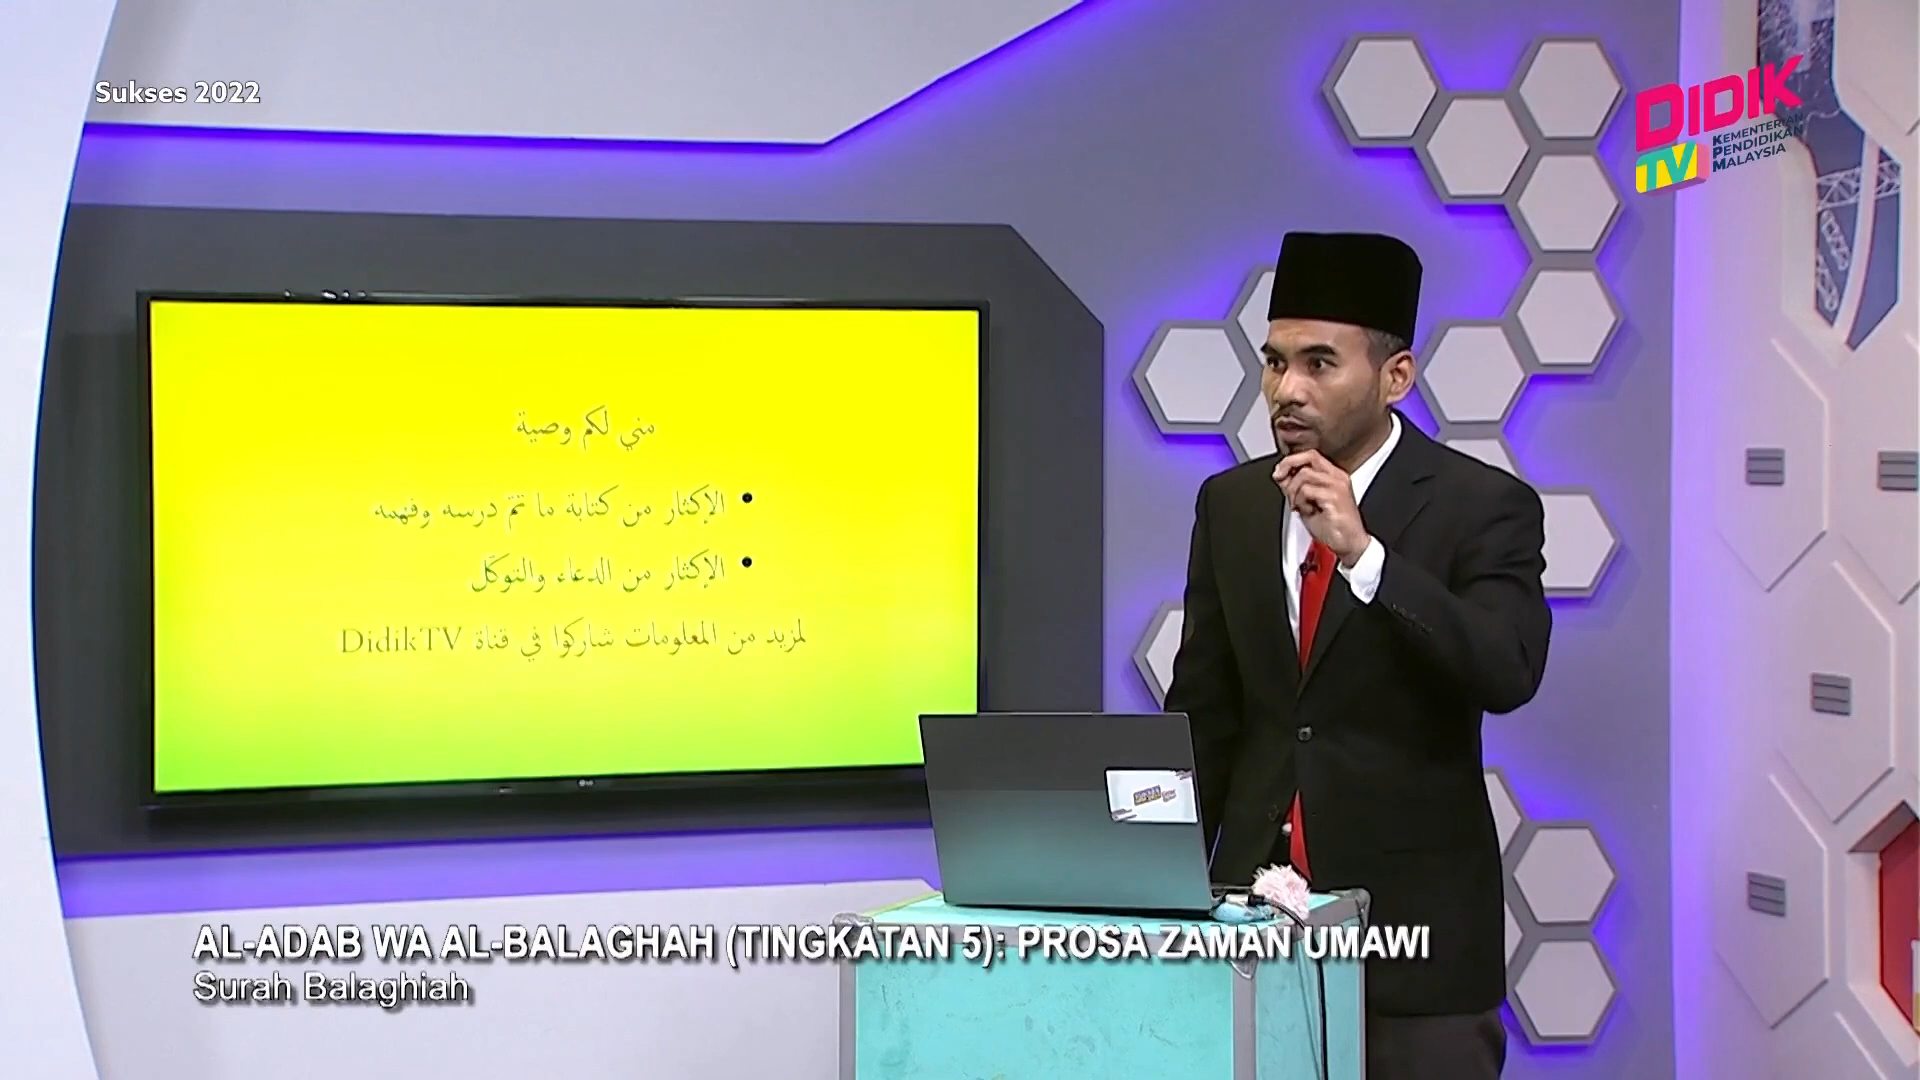 Sukses 2022
DIDIK
TV
KEMENTERIAN
PENDIDIKAN
MALAYSIA
مني لكم وصية
• الإكثار من كتابة ما تمّ درسه وفهمه
• الإكثار من الدعاء والتوكّل
لمزيد من المعلومات شاركوا في قناة DidikTV
LG
AL-ADAB WA AL-BALAGHAH (TINGKATAN 5): PROSA ZAMAN UMAWI
Surah Balaghiah